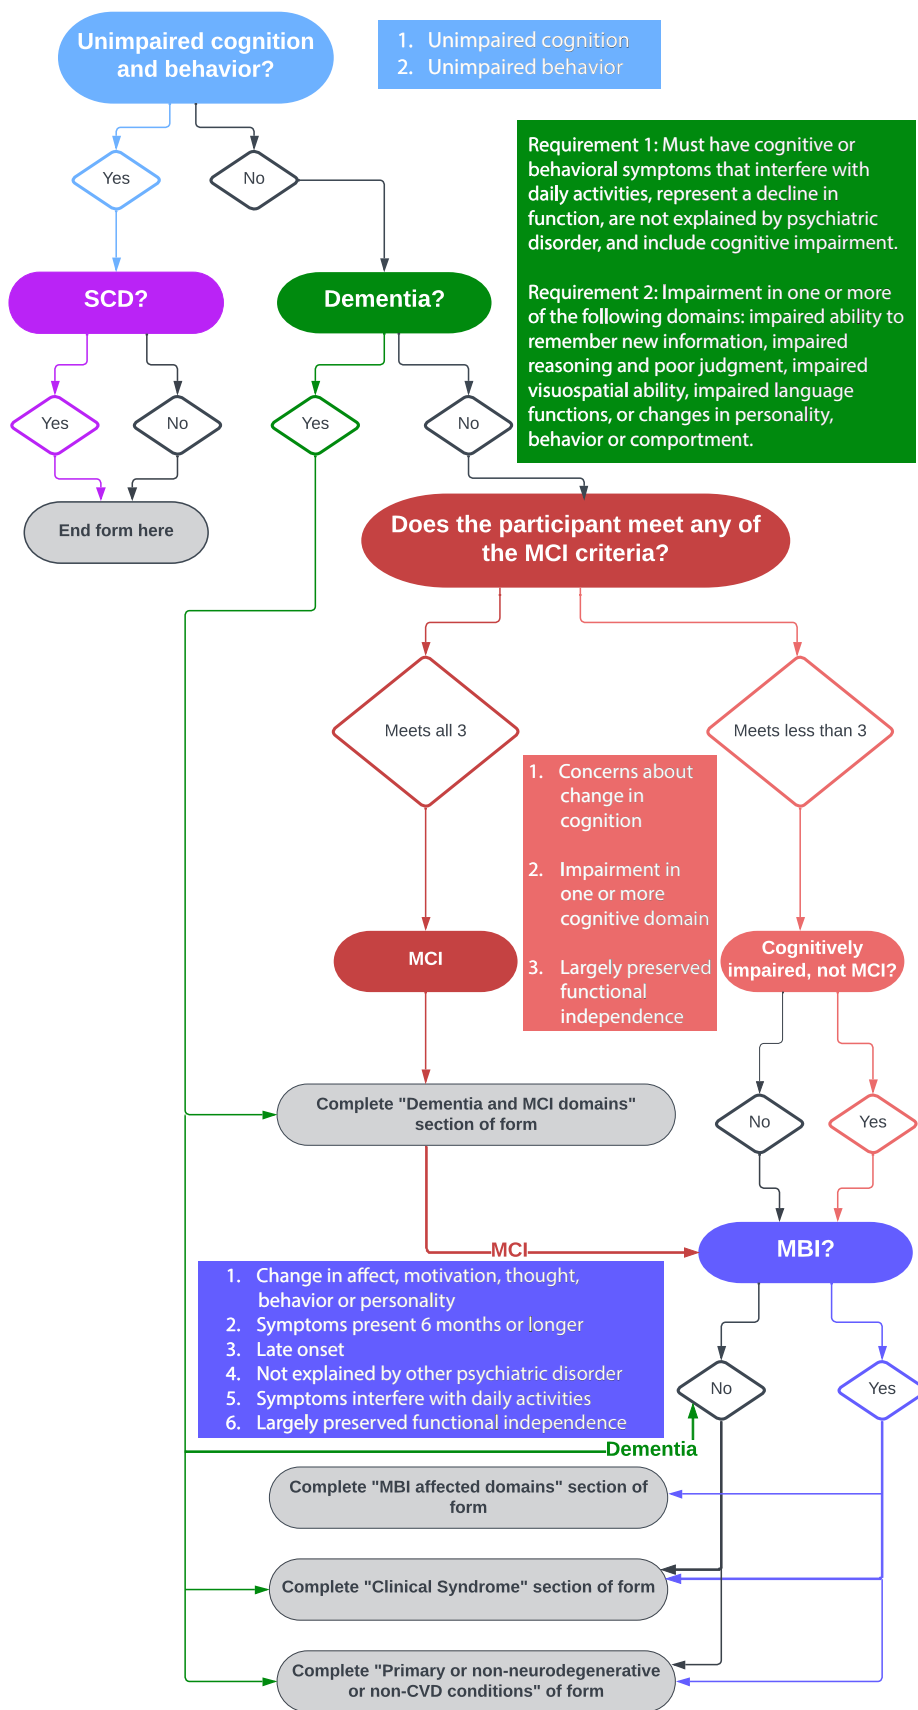 Unimpaired cognition
and behavior?
1. Unimpaired cognition
2. Unimpaired behavior
Yes
No
Requirement 1: Must have cognitive or
behavioral symptoms that interfere with
daily activities, represent a decline in
function, are not explained by psychiatric
disorder, and include cognitive impairment.
Requirement 2: Impairment in one or more
of the following domains: impaired ability to
remember new information, impaired
reasoning and poor judgment, impaired
visuospatial ability, impaired language
functions, or changes in personality,
behavior or comportment.
SCD?
Dementia?
Yes
No
Yes
No
End form here
Does the participant meet any of
the MCI criteria?
Meets all 3
Meets less than 3
1. Concerns about
change in
cognition
2. Impairment in
one or more
cognitive domain
3. Largely preserved
functional
independence
MCI
Cognitively
impaired, not MCI?
Complete "Dementia and MCI domains"
section of form
No
Yes
MCI
MBI?
1. Change in affect, motivation, thought,
behavior or personality
2. Symptoms present 6 months or longer
3. Late onset
4. Not explained by other psychiatric disorder
5. Symptoms interfere with daily activities
6. Largely preserved functional independence
No
Yes
Dementia
Complete "MBI affected domains" section of
form
Complete "Clinical Syndrome" section of form
Complete "Primary or non-neurodegenerative
or non-CVD conditions" of form